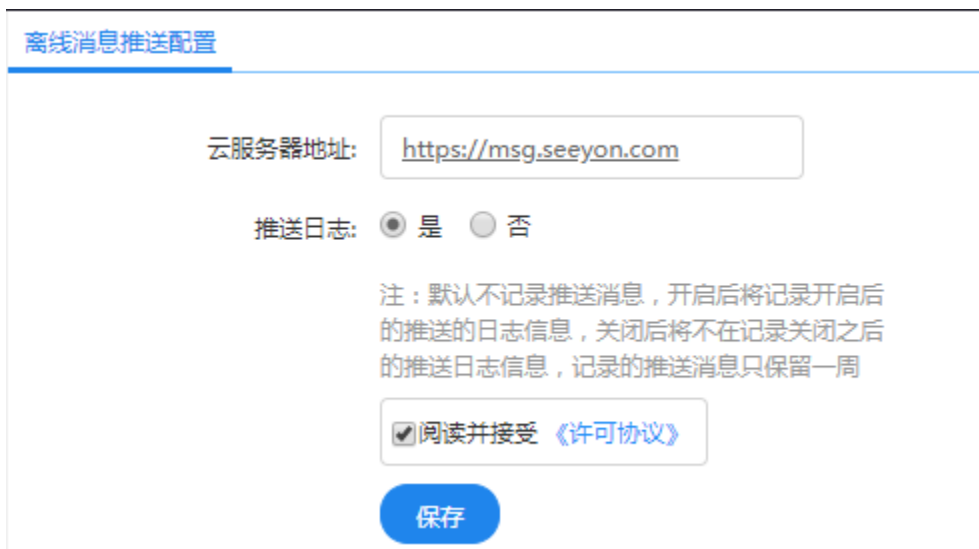 离线消息推送配置
云服务器地址: https://msg.seeyon.com
推送日志: 是 否
注：默认不记录推送消息，开启后将记录开启后
的推送的日志信息，关闭后将不在记录关闭之后
的推送日志信息，记录的推送消息只保留一周
阅读并接受 《许可协议》
保存